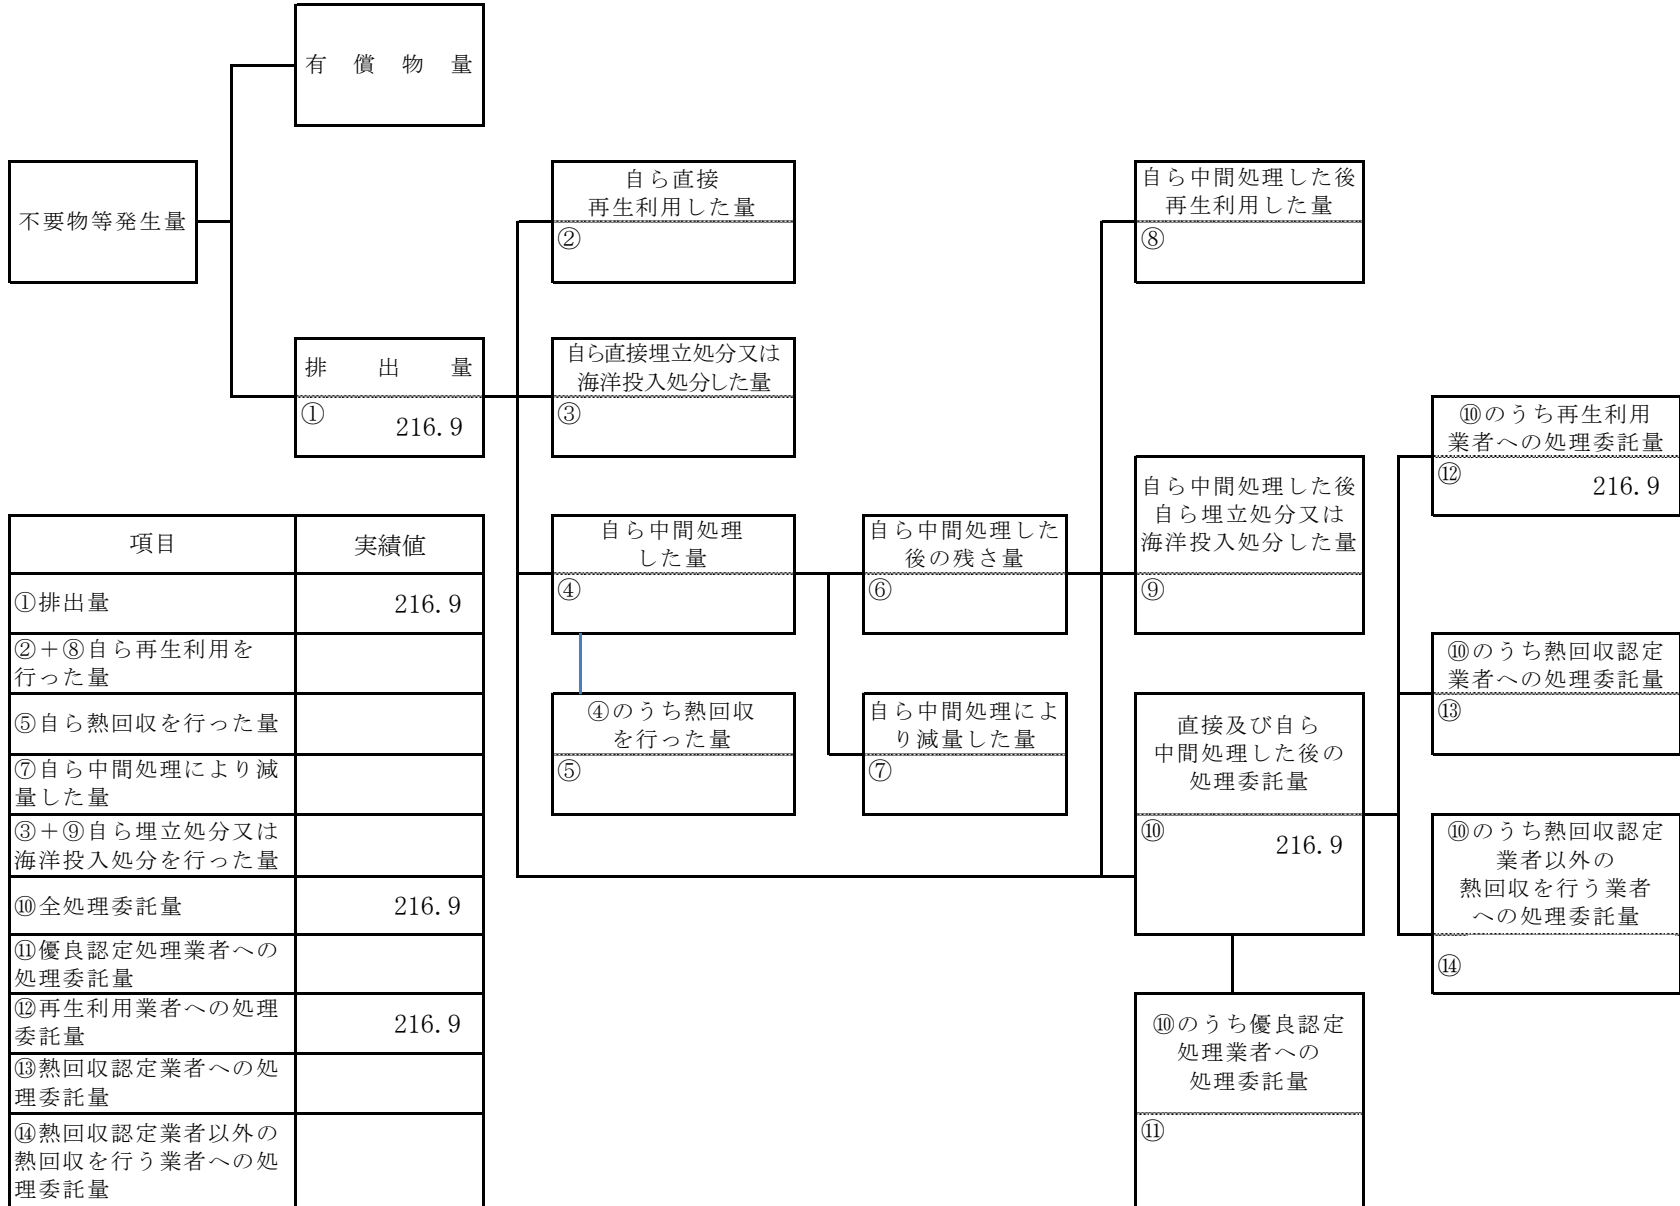 有償物量
不要物等発生量
排出量
①
216.9
自ら直接
再生利用した量
②
自ら直接埋立処分又は
海洋投入処分した量
③
自ら中間処理
した量
④
④のうち熱回収
を行った量
⑤
自ら中間処理した
後の残さ量
⑥
自ら中間処理によ
り減量した量
⑦
自ら中間処理した後
再生利用した量
⑧
自ら中間処理した後
自ら埋立処分又は
海洋投入処分した量
⑨
直接及び自ら
中間処理した後の
処理委託量
⑩
216.9
⑩のうち優良認定
処理業者への
処理委託量
⑪
⑩のうち再生利用
業者への処理委託量
⑫
216.9
⑩のうち熱回収認定
業者への処理委託量
⑬
⑩のうち熱回収認定
業者以外の
熱回収を行う業者
への処理委託量
⑭
項目 実績値
①排出量 216.9
②+⑧自ら再生利用を
行った量
⑤自ら熱回収を行った量
⑦自ら中間処理により減
量した量
③+⑨自ら埋立処分又は
海洋投入処分を行った量
⑩全処理委託量 216.9
⑪優良認定処理業者への
処理委託量
⑫再生利用業者への処理
委託量 216.9
⑬熱回収認定業者への処
理委託量
⑭熱回収認定業者以外の
熱回収を行う業者への処
理委託量